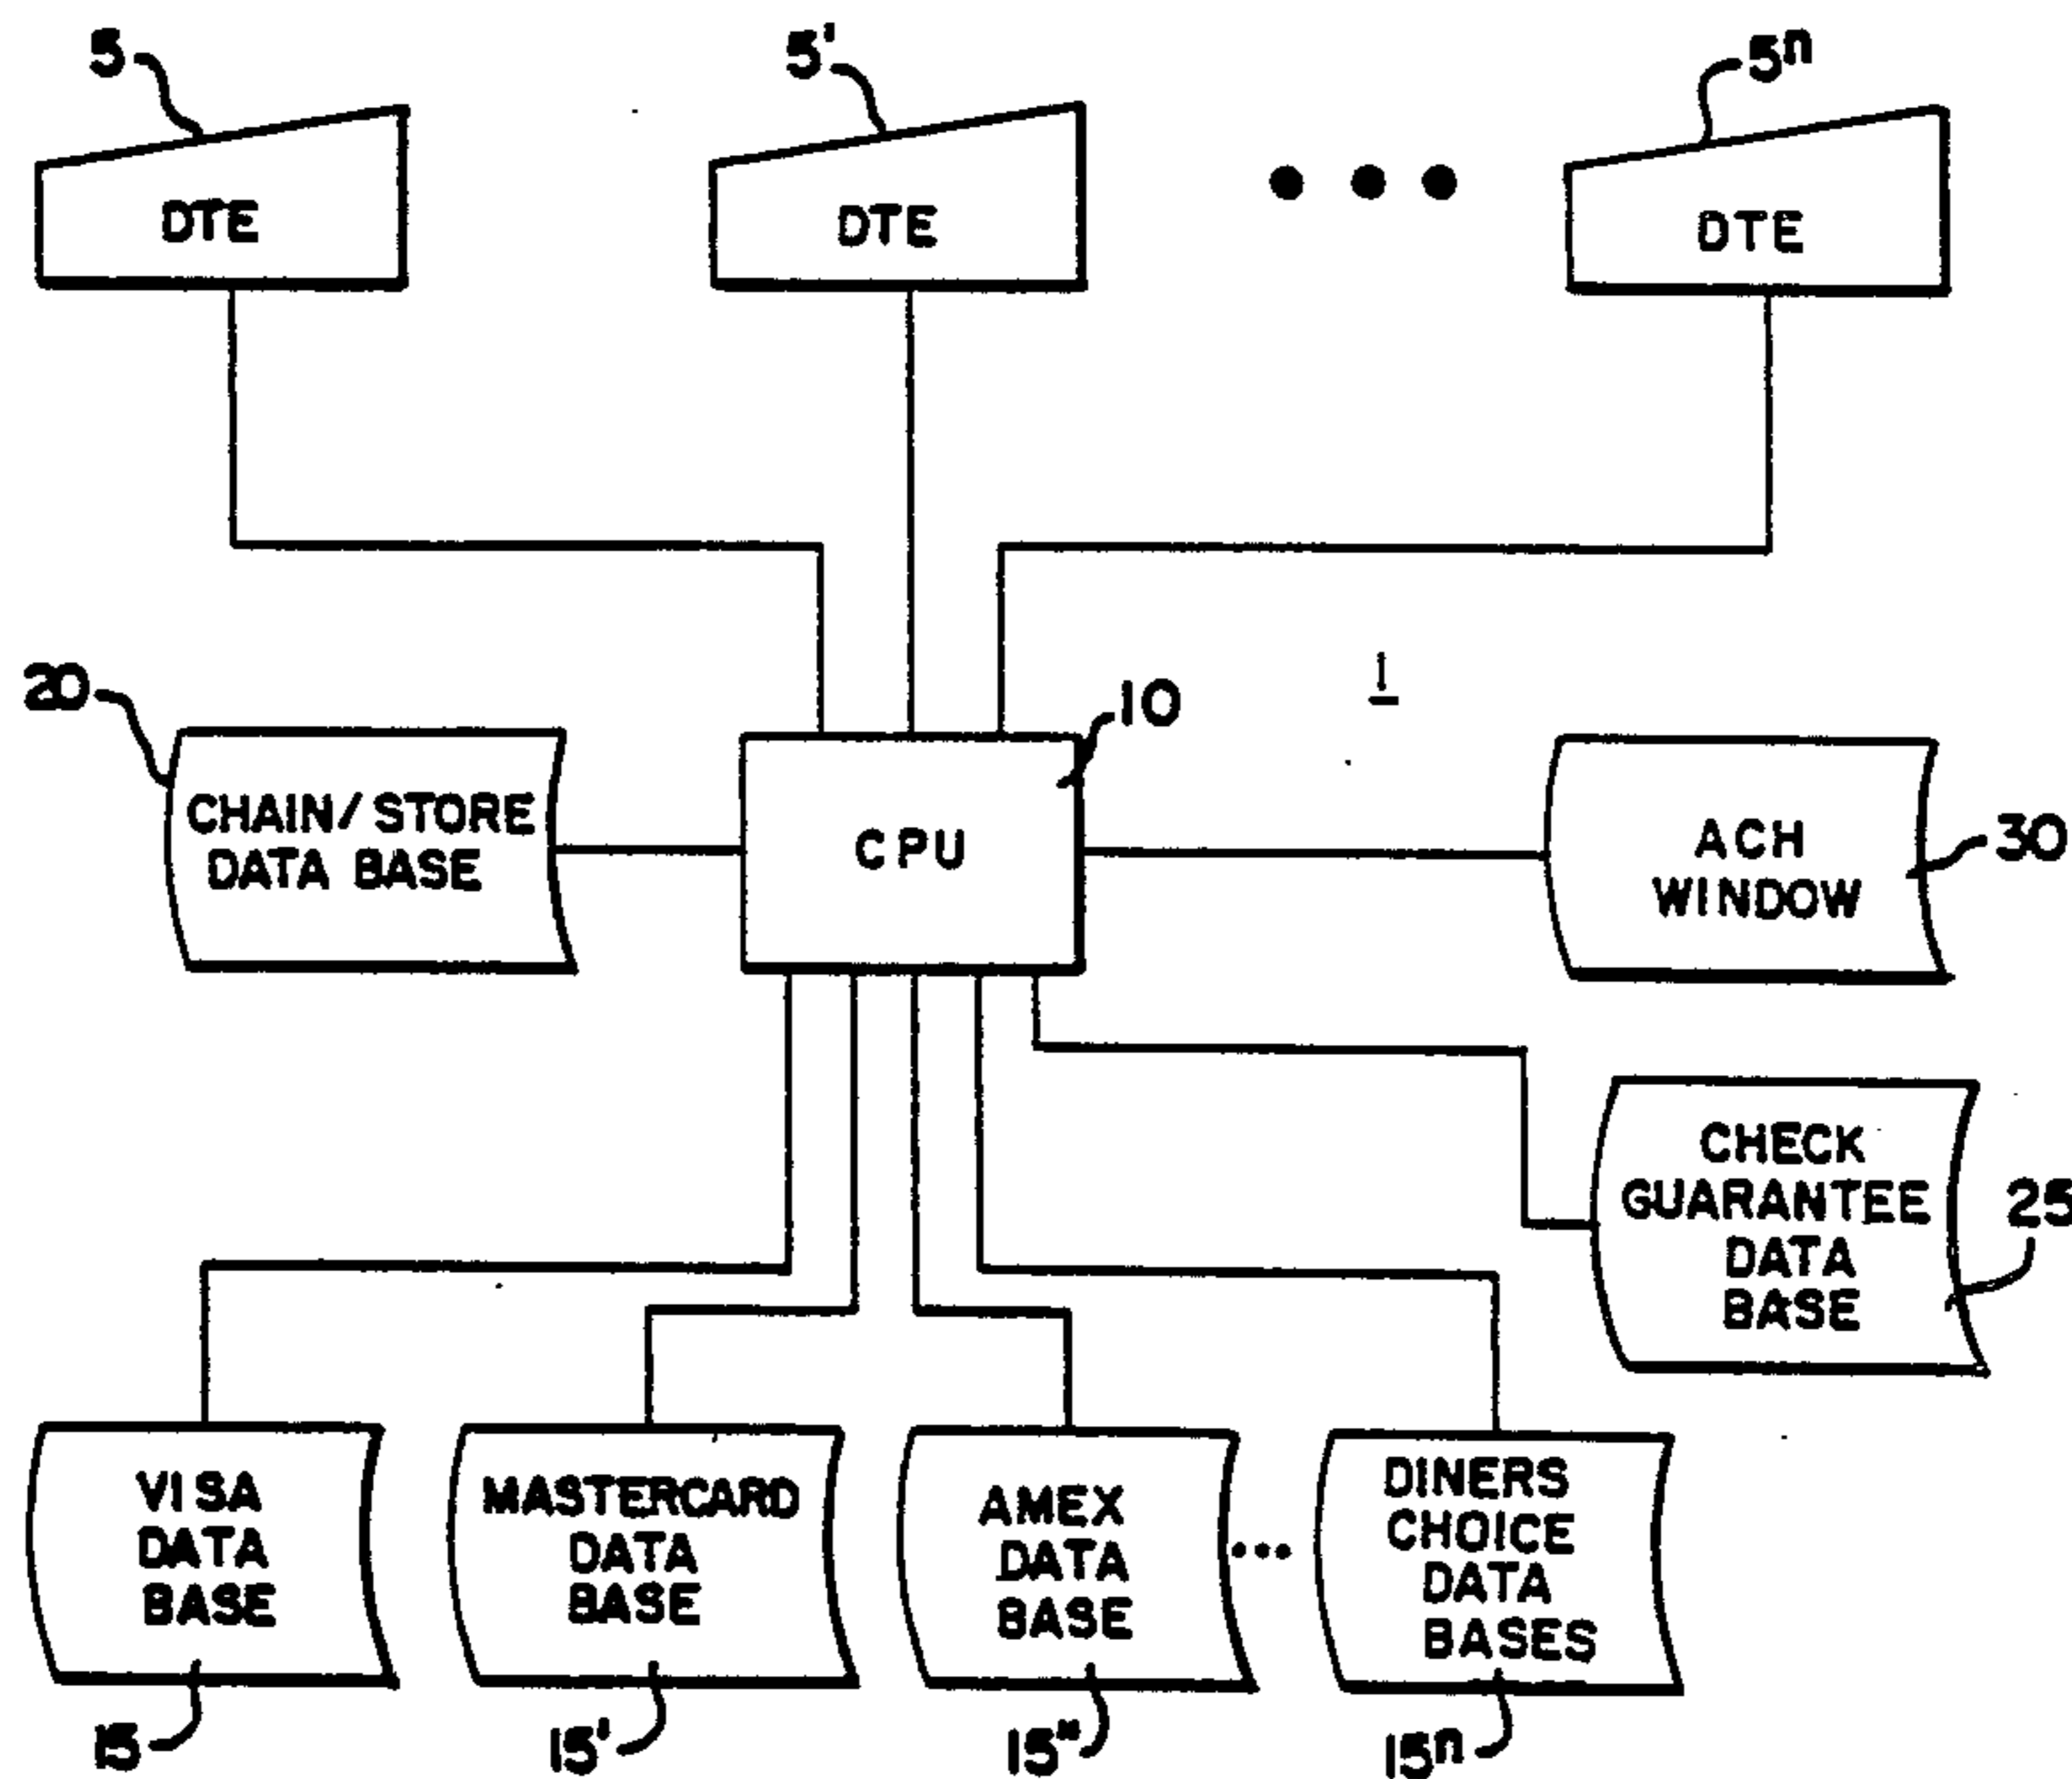 5
5'
5ⁿ
DTE
DTE
DTE
20
10
1
CHAIN/STORE
DATA BASE
CPU
ACH
WINDOW
30
CHECK
GUARANTEE
DATA
BASE
25
VISA
DATA
BASE
MASTERCARD
DATA
BASE
AMEX
DATA
BASE
...
DINERS
CHOICE
DATA
BASES
15
15'
15"
15ⁿ